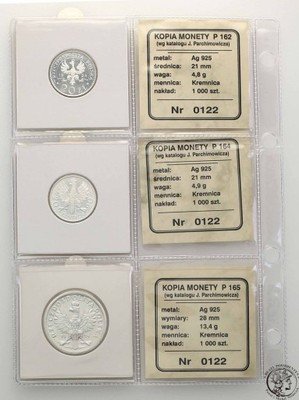 KOPIA MONETY P 162
(wg katalogu J. Parchimowicza)
metal: Ag 925
średnica: 21 mm
waga: 4,8 g
mennica: Kremnica
nakład: 1 000 szt.
Nr 0122
KOPIA MONETY P 164
(wg katalogu J. Parchimowicza)
metal: Ag 925
średnica: 21 mm
waga: 4,9 g
mennica: Kremnica
nakład: 1 000 szt.
Nr 0122
KOPIA MONETY P 165
(wg katalogu J. Parchimowicza)
metal: Ag 925
wymiary: 28 mm
waga: 13,4 g
mennica: Kremnica
nakład: 1 000 szt.
Nr 0122